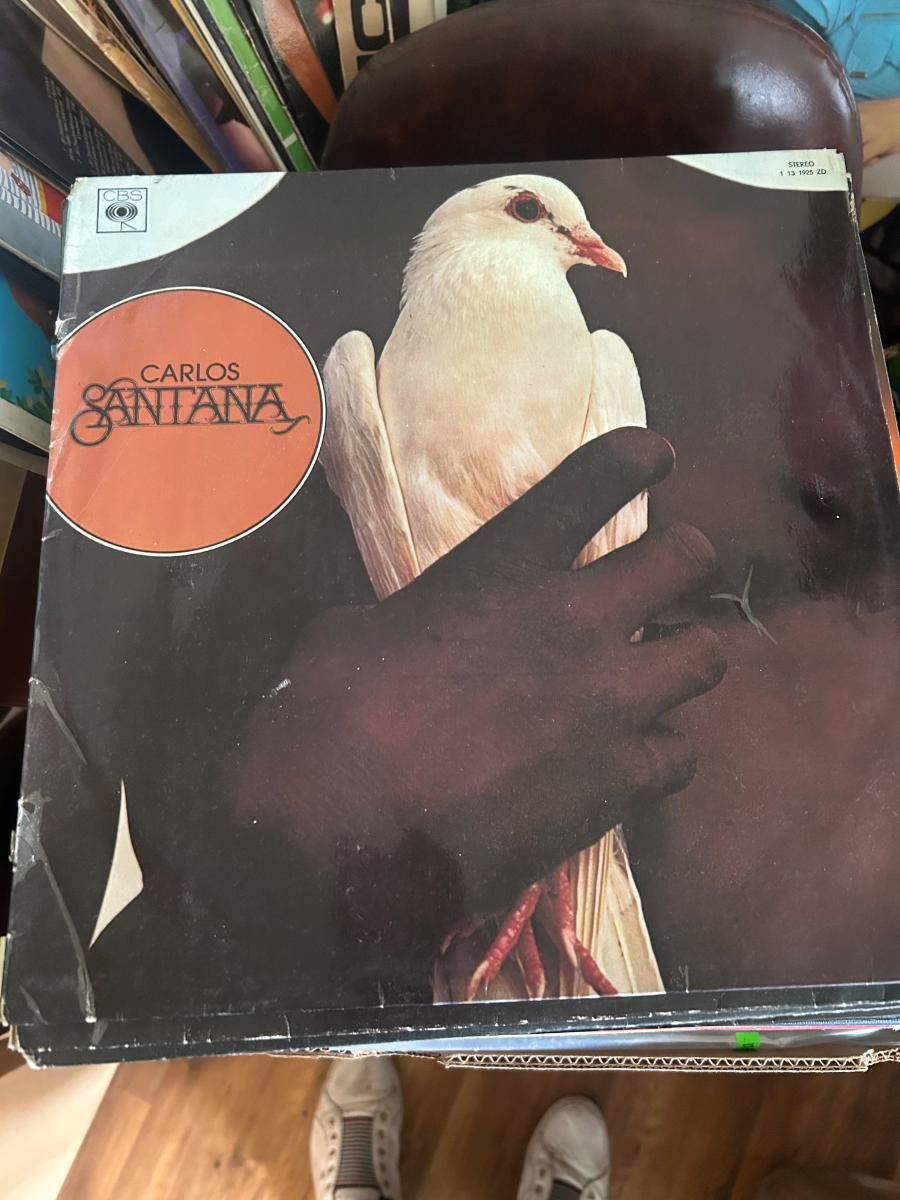 CBS
STEREO
1 13 1925 ZD
CARLOS
SANTANA